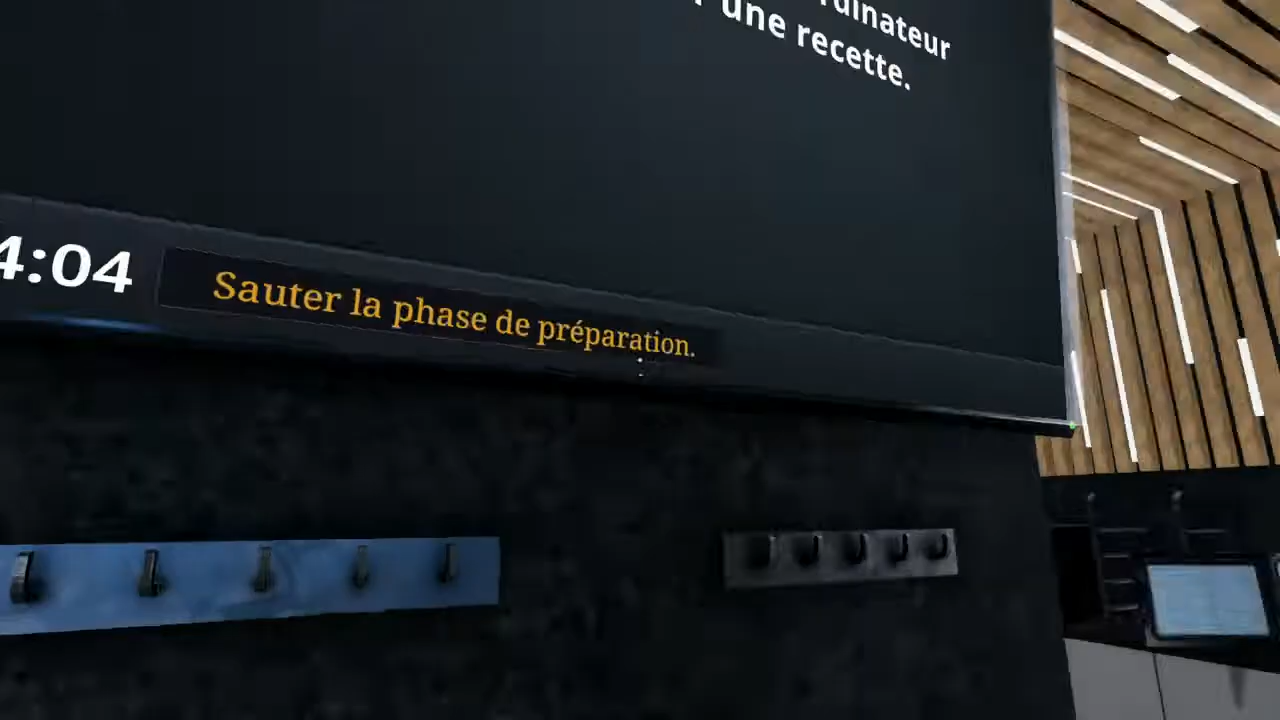 une recette.
4:04
Sauter la phase de préparation.